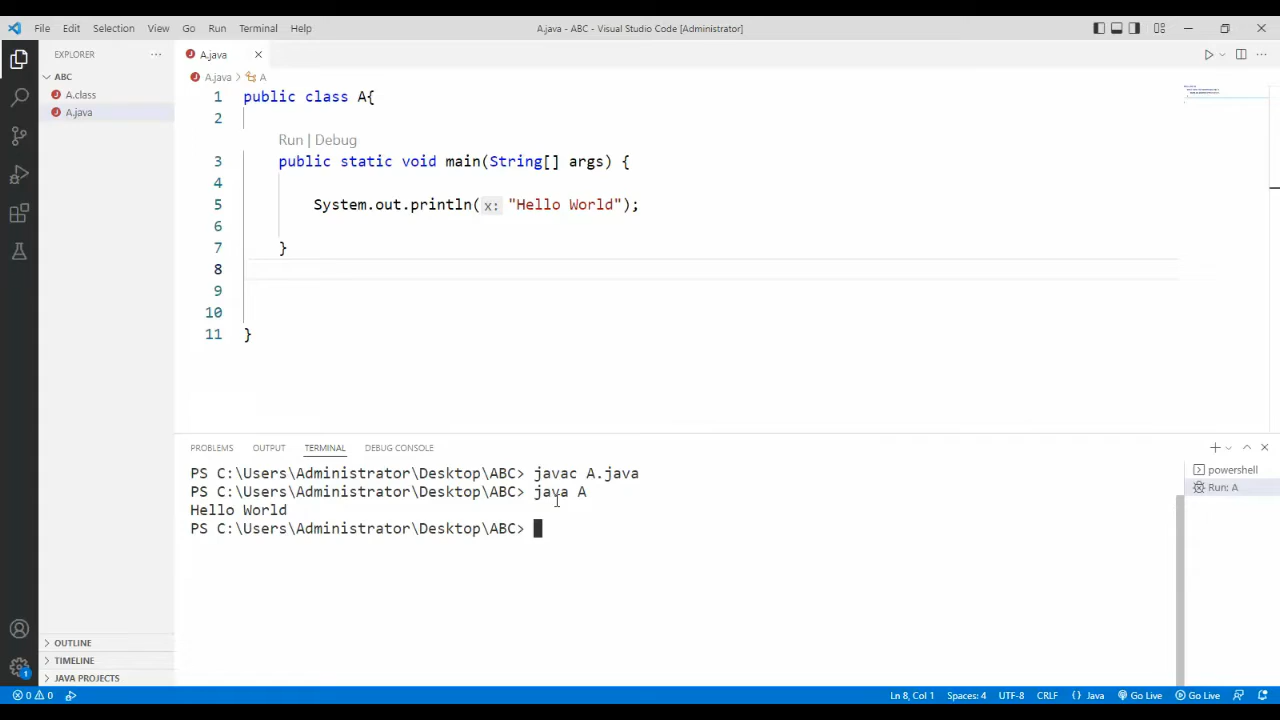 File Edit Selection View Go Run Terminal Help
A.java - ABC - Visual Studio Code [Administrator]
EXPLORER
ABC
A.class
A.java
A.java
A.java > A
1 public class A{
2
Run | Debug
3 public static void main(String[] args) {
4
5 System.out.println(x: "Hello World");
6
7 }
8
9
10
11 }
PROBLEMS OUTPUT TERMINAL DEBUG CONSOLE
PS C:\Users\Administrator\Desktop\ABC> javac A.java
PS C:\Users\Administrator\Desktop\ABC> java A
Hello World
PS C:\Users\Administrator\Desktop\ABC>
powershell
Run: A
OUTLINE
TIMELINE
JAVA PROJECTS
1
0 0
Ln 8, Col 1 Spaces: 4 UTF-8 CRLF {} Java Go Live Go Live